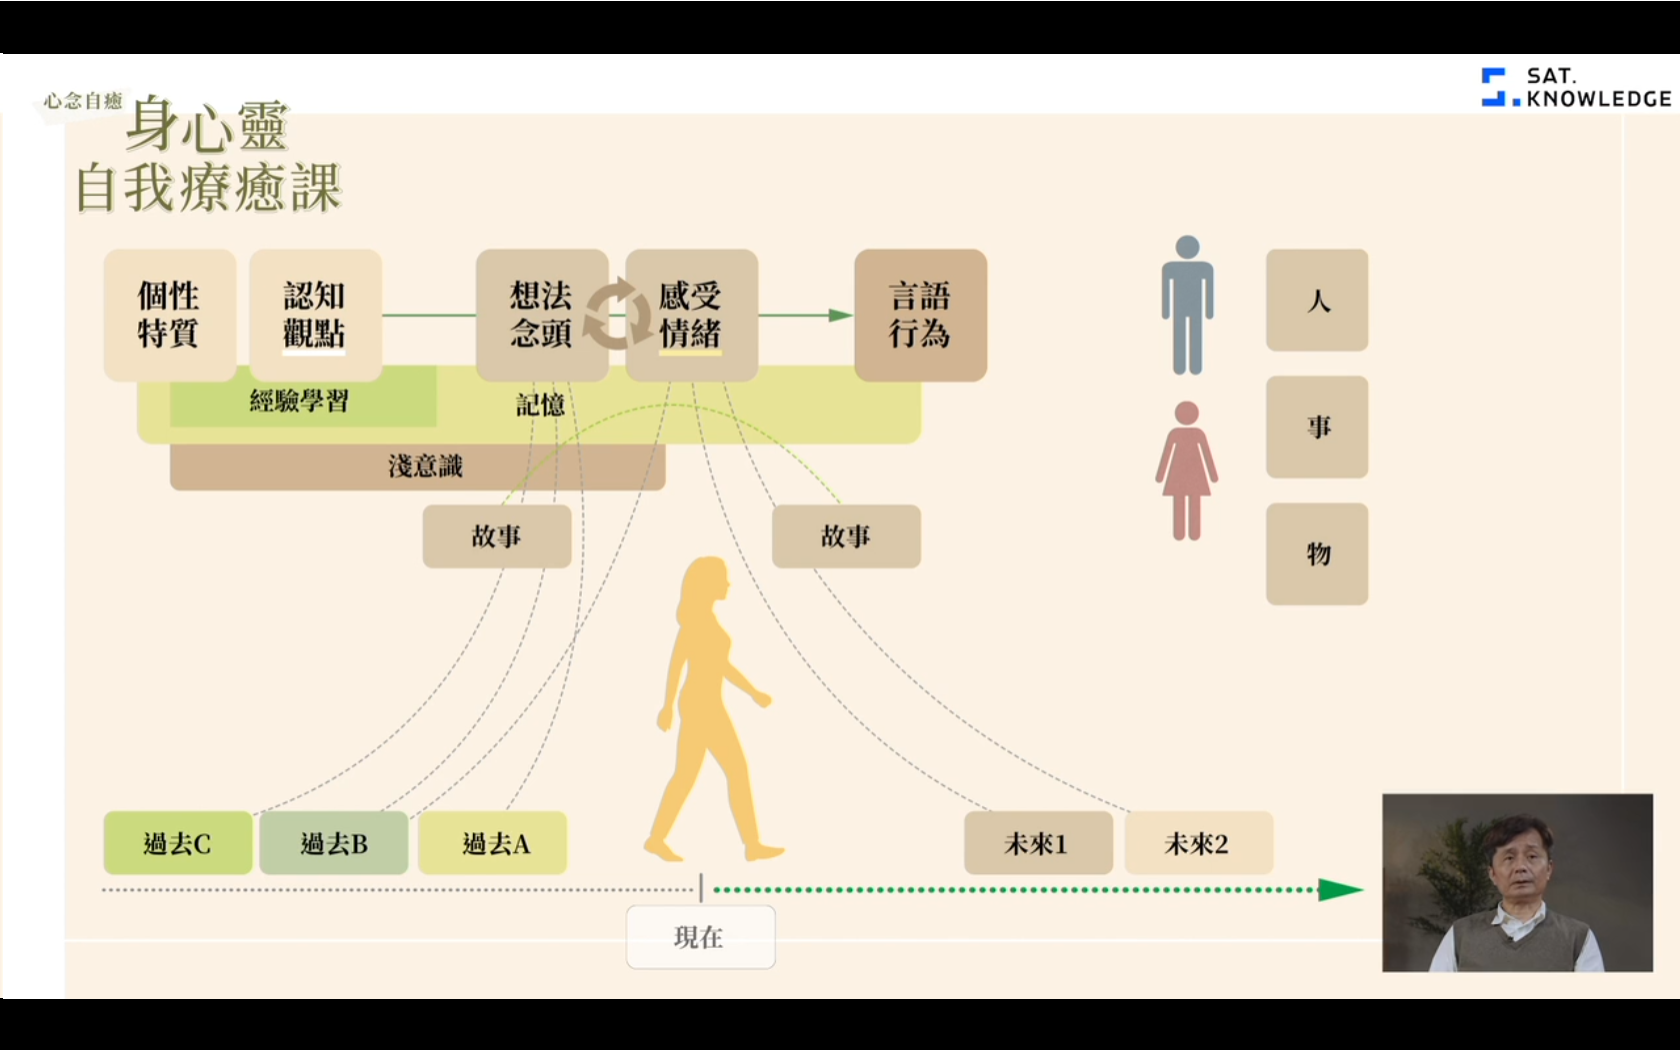 SAT.
KNOWLEDGE
心念自癒
身心靈
自我療癒課
個性
特質
認知
觀點
想法
念頭
感受
情緒
言語
行為
人
事
物
經驗學習
記憶
淺意識
故事
故事
過去C
過去B
過去A
未來1
未來2
現在